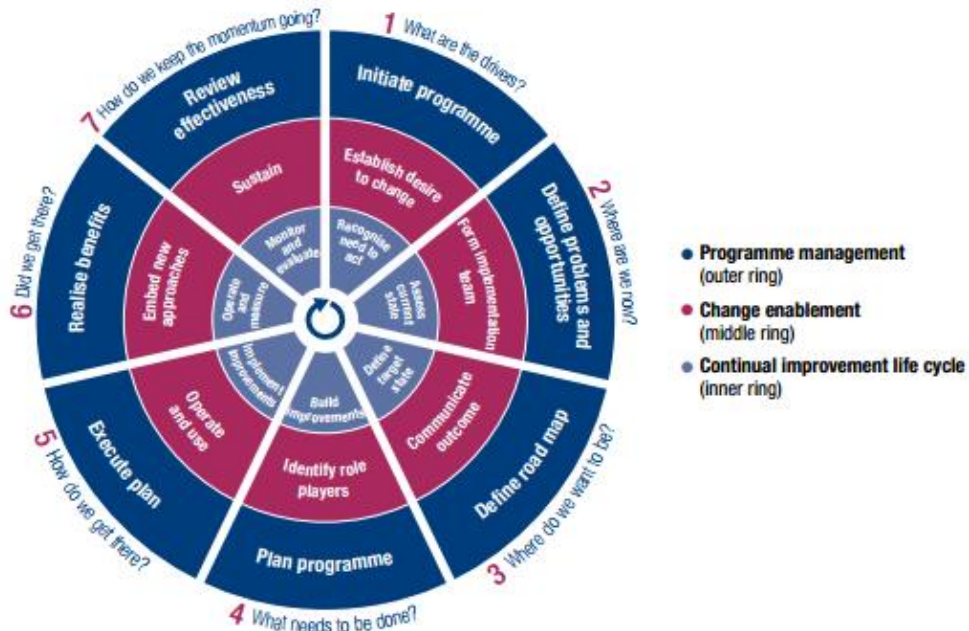 1 What are the drivers?
Initiate programme
Establish desire
to change
Recognise
need to
act
2 Where are we now?
Define problems and
opportunities
Form implementation
team
Assess
current
state
3 Where do we want to be?
Define road map
Communicate
outcome
Define
target
state
4 What needs to be done?
Plan programme
Identify role
players
Build
improvements
5 How do we get there?
Execute plan
Operate
and use
Implement
improvements
6 Did we get there?
Realise benefits
Embed new
approaches
Operate
and
measure
7 How do we keep the momentum going?
Review
effectiveness
Sustain
Monitor
and
evaluate
Programme management
(outer ring)
Change enablement
(middle ring)
Continual improvement life cycle
(inner ring)